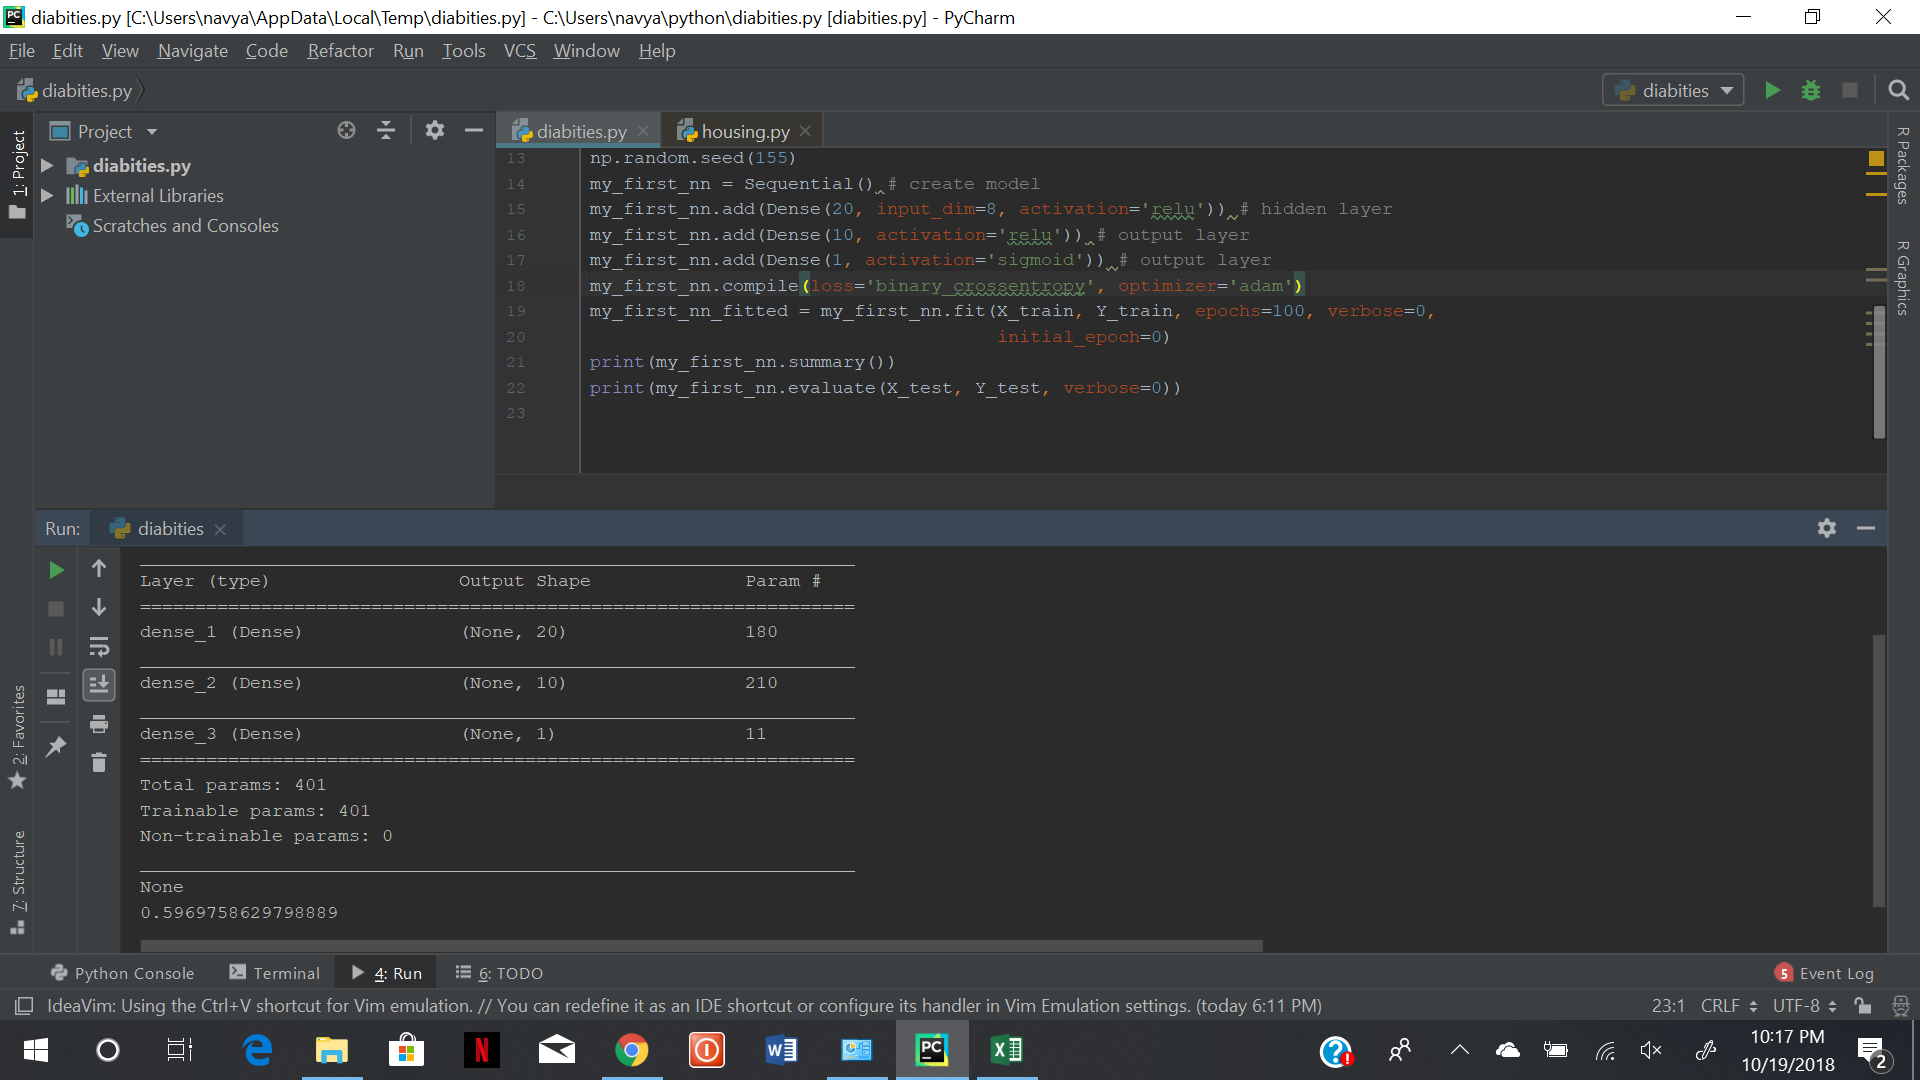 diabities.py [C:\Users\navya\AppData\Local\Temp\diabities.py] - C:\Users\navya\python\diabities.py [diabities.py] - PyCharm
File Edit View Navigate Code Refactor Run Tools VCS Window Help
diabities.py
diabities
1: Project
Project
diabities.py
External Libraries
Scratches and Consoles
diabities.py housing.py
13 np.random.seed(155)
14 my_first_nn = Sequential() # create model
15 my_first_nn.add(Dense(20, input_dim=8, activation='relu')) # hidden layer
16 my_first_nn.add(Dense(10, activation='relu')) # output layer
17 my_first_nn.add(Dense(1, activation='sigmoid')) # output layer
18 my_first_nn.compile(loss='binary_crossentropy', optimizer='adam')
19 my_first_nn_fitted = my_first_nn.fit(X_train, Y_train, epochs=100, verbose=0,
20 initial_epoch=0)
21 print(my_first_nn.summary())
22 print(my_first_nn.evaluate(X_test, Y_test, verbose=0))
23
R Packages
R Graphics
Run: diabities
_________________________________________________________________
Layer (type) Output Shape Param #
=================================================================
dense_1 (Dense) (None, 20) 180
_________________________________________________________________
dense_2 (Dense) (None, 10) 210
_________________________________________________________________
dense_3 (Dense) (None, 1) 11
=================================================================
Total params: 401
Trainable params: 401
Non-trainable params: 0
_________________________________________________________________
None
0.5969758629798889
2: Favorites
7: Structure
Python Console Terminal 4: Run 6: TODO 5 Event Log
IdeaVim: Using the Ctrl+V shortcut for Vim emulation. // You can redefine it as an IDE shortcut or configure its handler in Vim Emulation settings. (today 6:11 PM) 23:1 CRLF UTF-8
10:17 PM
10/19/2018
2